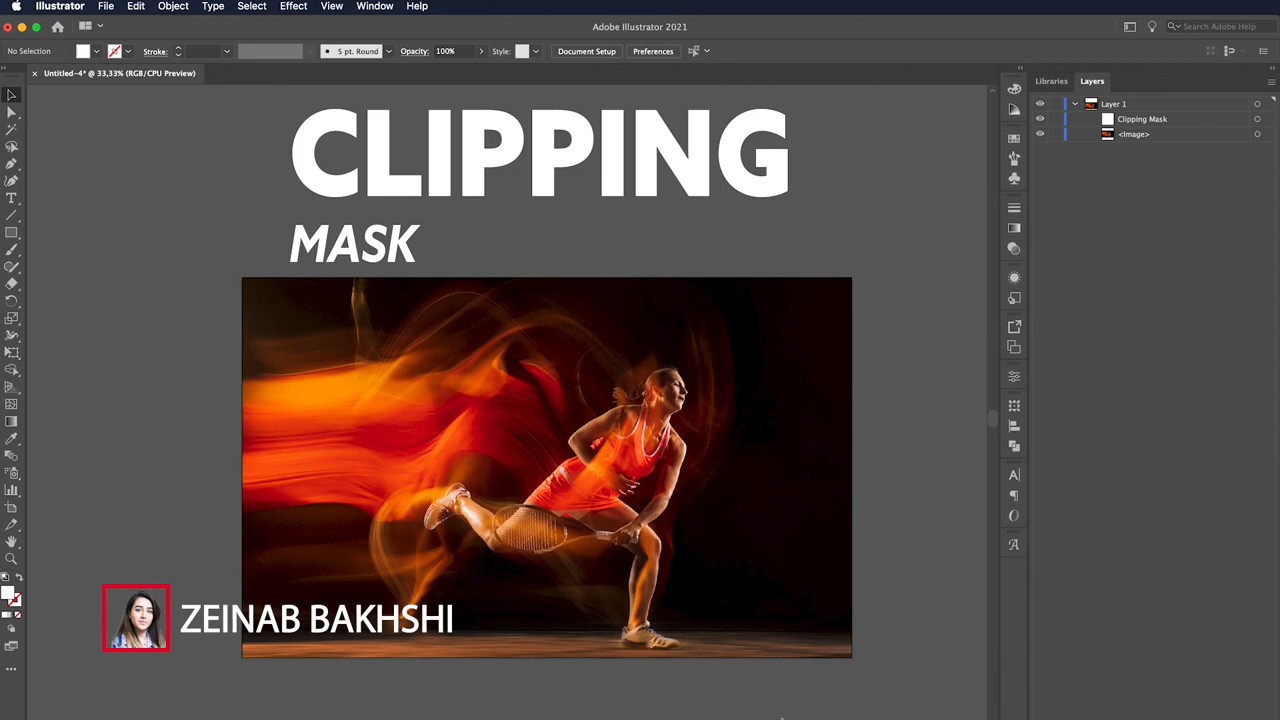 Illustrator File Edit Object Type Select Effect View Window Help
Adobe Illustrator 2021
Search Adobe Help
No Selection Stroke: 5 pt. Round Opacity: 100% Style: Document Setup Preferences
× Untitled-4* @ 33,33% (RGB/CPU Preview)
Libraries Layers
Layer 1
Clipping Mask
<Image>
CLIPPING
MASK
ZEINAB BAKHSHI